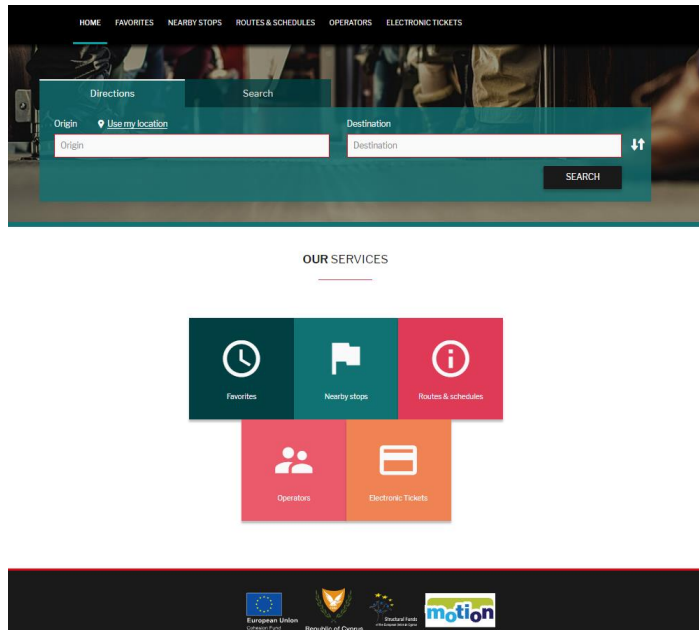 HOME FAVORITES NEARBY STOPS ROUTES & SCHEDULES OPERATORS ELECTRONIC TICKETS
Directions Search
Origin Use my location Destination
Origin Destination
SEARCH
OUR SERVICES
Favorites Nearby stops Routes & schedules
Operators Electronic Tickets
European Union
Cohesion Fund
Republic of Cyprus
Structural Funds
motion